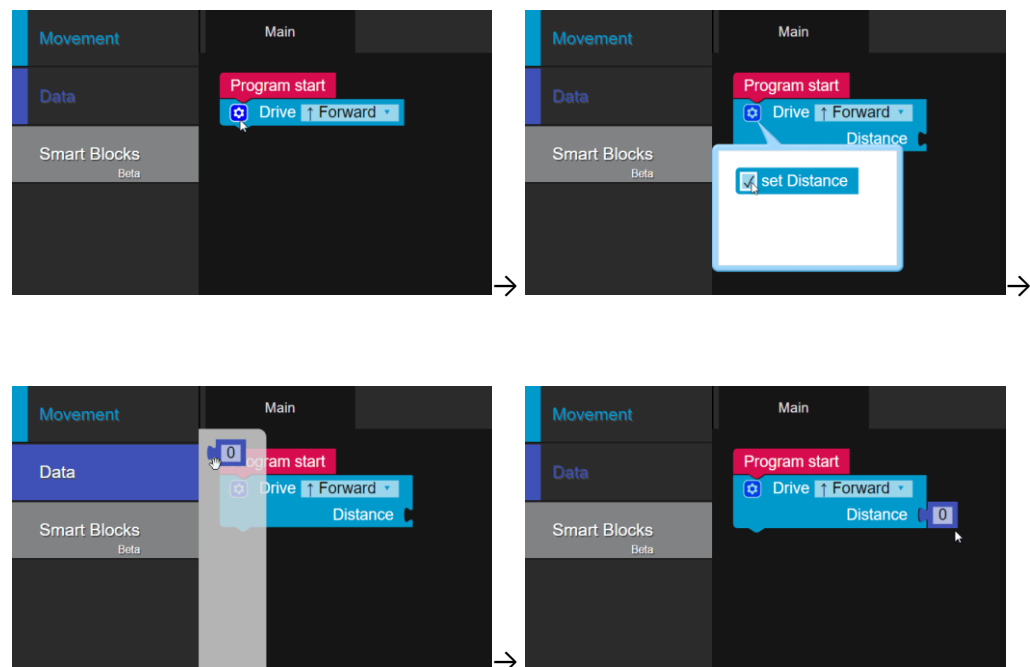 Main
Movement
Program start
Data
Drive ↑ Forward
Smart Blocks
Beta
→
Main
Movement
Program start
Data
Drive ↑ Forward
Distance
Smart Blocks
Beta
set Distance
→
Main
Movement
0
gram start
Data
Drive ↑ Forward
Distance
Smart Blocks
Beta
→
Main
Movement
Program start
Data
Drive ↑ Forward
Distance 0
Smart Blocks
Beta